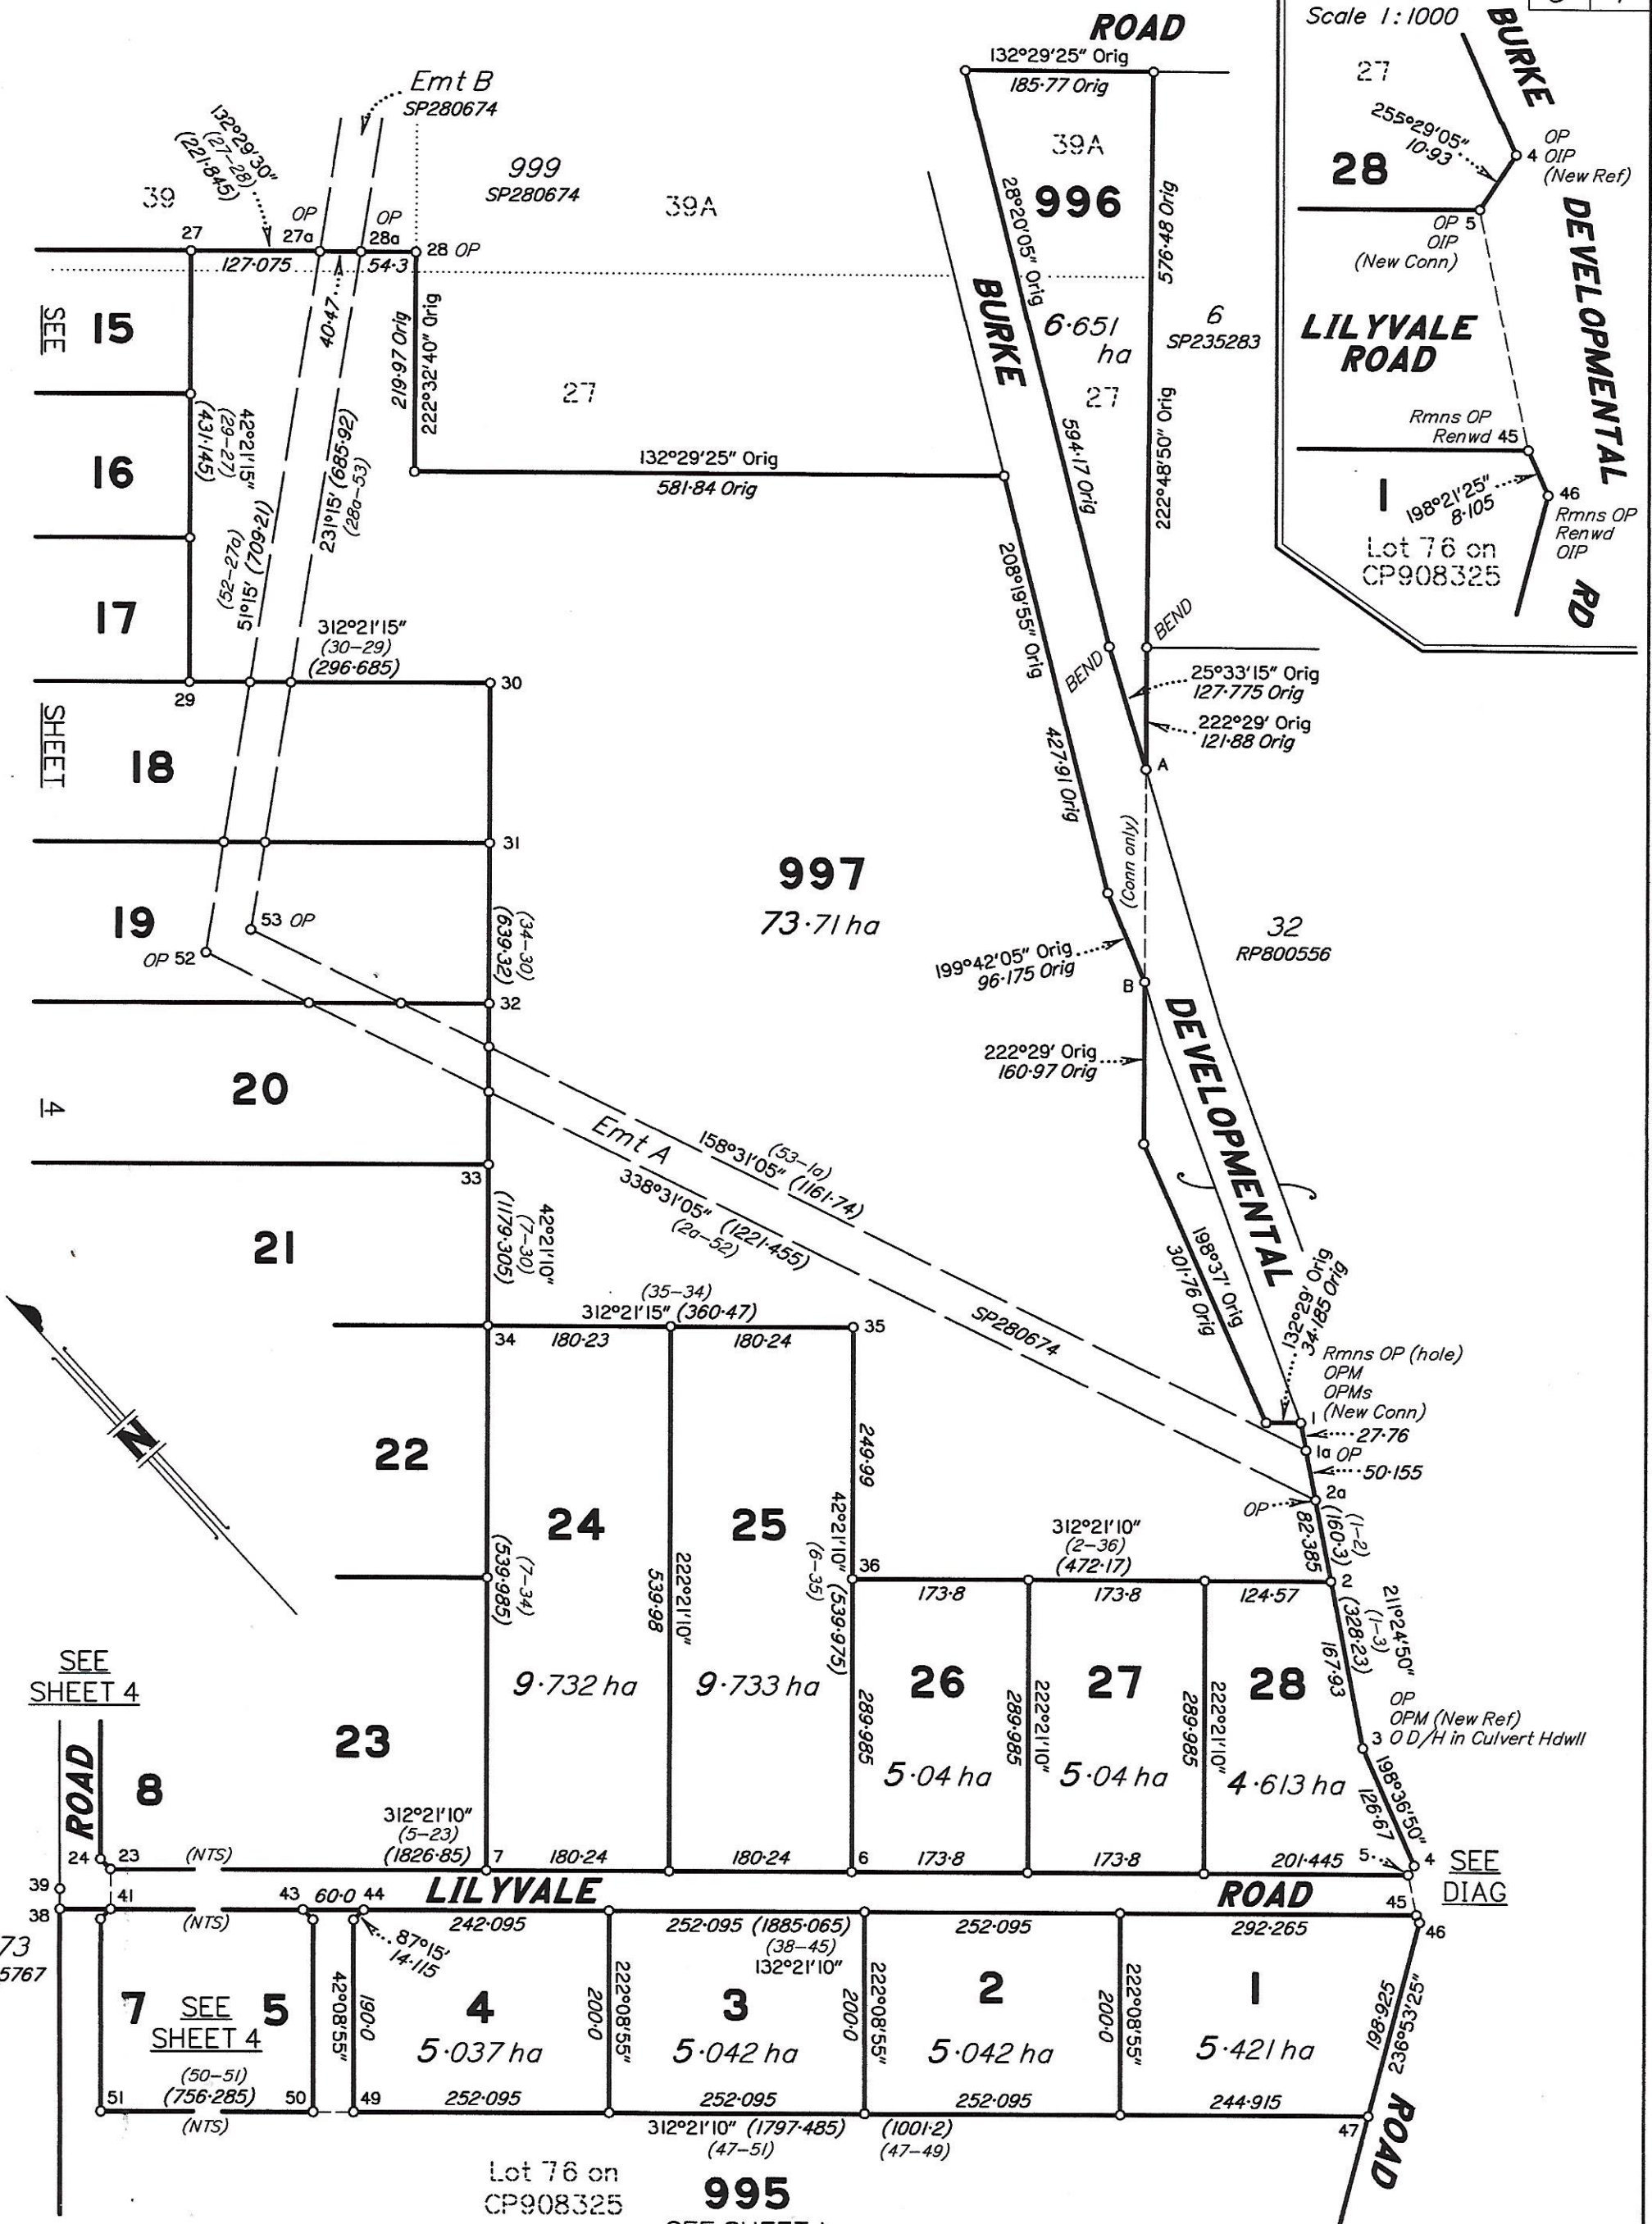 ROAD
132°29'25" Orig
185·77 Orig
Emt B
SP280674
132°29'30"
(27–28)
(221·845)
39
999
SP280674
39A
39A
996
28°20'05" Orig
576·48 Orig
27
OP
27a
OP
28a
28 OP
127·075
54·3
40·47
SEE
15
219·97 Orig
222°32'40" Orig
BURKE
6·651
ha
6
SP235283
27
27
16
42°21'15"
(29–27)
(431·145)
231°15' (685·92)
(28a–53)
51°15' (709·21)
(52–27a)
132°29'25" Orig
581·84 Orig
594·17 Orig
222°48'50" Orig
17
312°21'15"
(30–29)
(296·685)
208°19'55" Orig
BEND
BEND
29
30
25°33'15" Orig
127·775 Orig
222°29' Orig
121·88 Orig
SHEET
18
427·91 Orig
A
31
(Conn only)
997
73·71 ha
19
53 OP
OP 52
(34–30)
(639·32)
32
RP800556
199°42'05" Orig
96·175 Orig
B
32
DEVELOPMENTAL
222°29' Orig
160·97 Orig
20
4
Emt A
158°31'05" (1161·74)
(53–1a)
338°31'05" (1221·455)
(2a–52)
33
42°21'10"
(7–30)
(1179·305)
21
198°37' Orig
301·76 Orig
132°29' Orig
34·185 Orig
(35–34)
312°21'15" (360·47)
SP280674
34
180·23
180·24
35
Rmns OP (hole)
OPM
OPMs
(New Conn)
1
27·76
1a OP
50·155
2a
OP
N
22
249·99
24
25
42°21'10" (539·975)
(6–35)
82·385
(160·3)
(1–2)
312°21'10"
(2–36)
(472·17)
36
2
173·8
173·8
124·57
(7–34)
(539·985)
222°21'10"
539·98
211°24'50"
(1–3)
(328·23)
167·93
SEE
SHEET 4
9·732 ha
9·733 ha
26
27
28
289·985
289·985
222°21'10"
289·985
222°21'10"
OP
OPM (New Ref)
3 O D/H in Culvert Hdwll
23
5·04 ha
5·04 ha
4·613 ha
ROAD
8
198°36'50"
126·67
312°21'10"
(5–23)
(1826·85)
24
23
(NTS)
7
180·24
180·24
6
173·8
173·8
201·445
5
4
SEE
DIAG
39
41
43
60·0
44
LILYVALE
ROAD
45
38
(NTS)
242·095
252·095 (1885·065)
(38–45)
132°21'10"
252·095
292·265
46
73
5767
87°15'
14·115
7
SEE
SHEET 4
5
42°08'55"
190·0
4
200·0
222°08'55"
3
200·0
222°08'55"
2
200·0
222°08'55"
1
198·925
236°53'25"
5·037 ha
5·042 ha
5·042 ha
5·421 ha
(50–51)
51
(756·285)
50
49
252·095
252·095
252·095
244·915
(NTS)
312°21'10" (1797·485)
(47–51)
(1001·2)
(47–49)
47
ROAD
Lot 76 on
CP908325
995
Scale 1:1000
BURKE
27
255°29'05"
10·93
28
OP
4 OIP
(New Ref)
OP 5
OIP
(New Conn)
DEVELOPMENTAL
LILYVALE
ROAD
Rmns OP
Renwd 45
1
198°21'25"
8·105
46
Rmns OP
Renwd
OIP
Lot 76 on
CP908325
RD